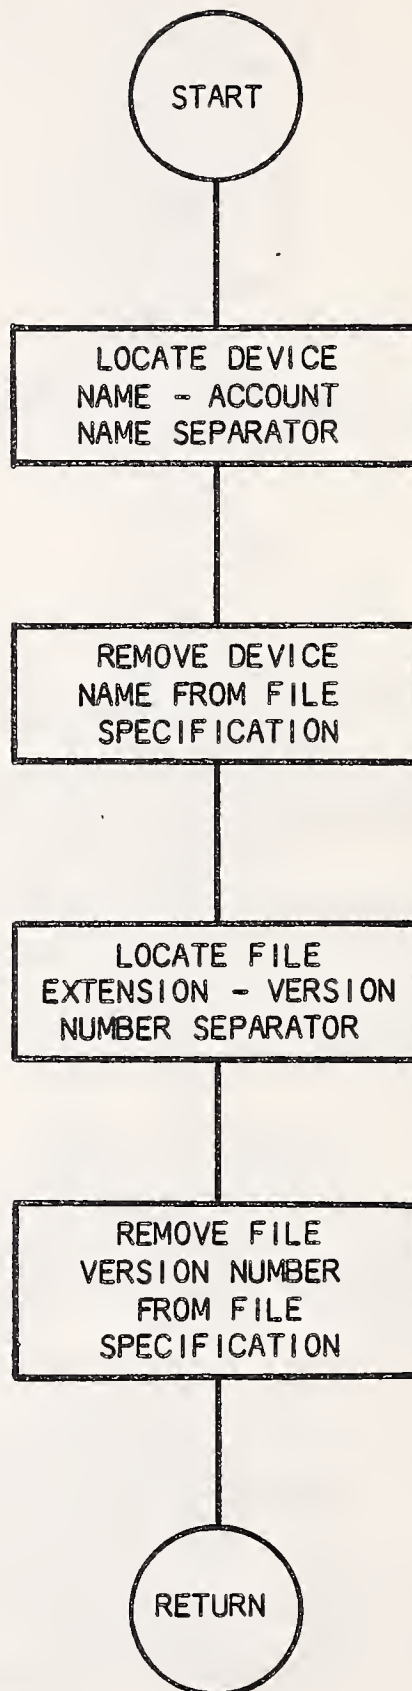 START
LOCATE DEVICE
NAME - ACCOUNT
NAME SEPARATOR
REMOVE DEVICE
NAME FROM FILE
SPECIFICATION
LOCATE FILE
EXTENSION - VERSION
NUMBER SEPARATOR
REMOVE FILE
VERSION NUMBER
FROM FILE
SPECIFICATION
RETURN